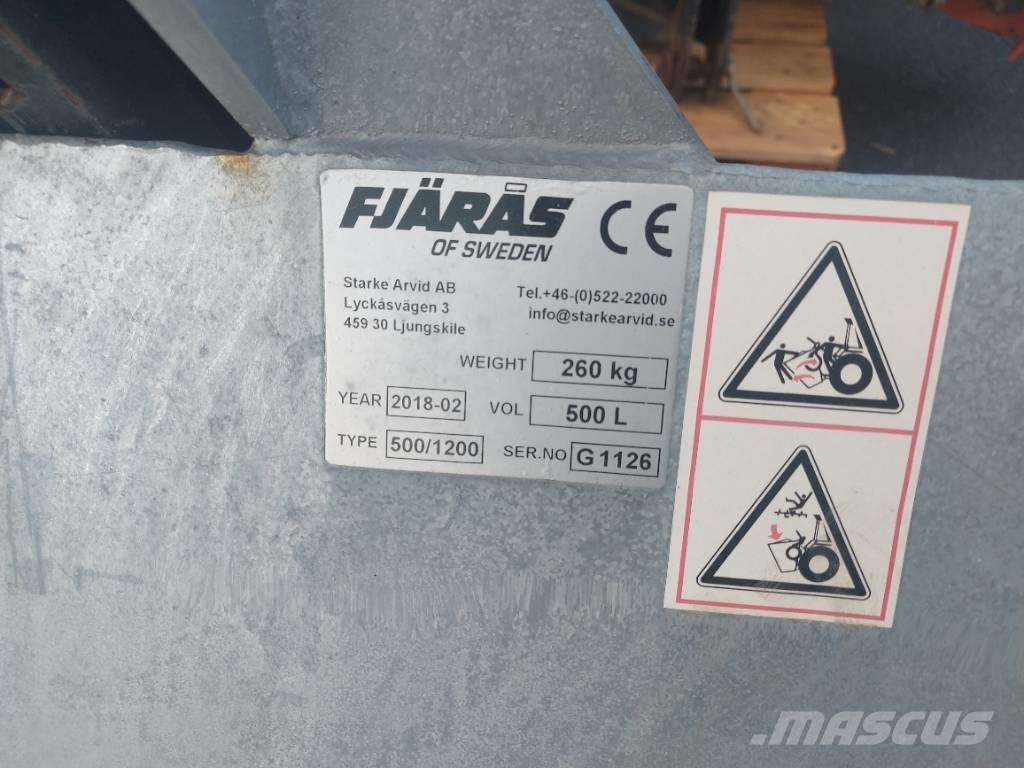 FJÄRÅS CE
OF SWEDEN
Starke Arvid AB
Lyckåsvägen 3
459 30 Ljungskile
Tel.+46-(0)522-22000
info@starkearvid.se
WEIGHT 260 kg
YEAR 2018-02 VOL 500 L
TYPE 500/1200 SER.NO G1126
.MASCUS